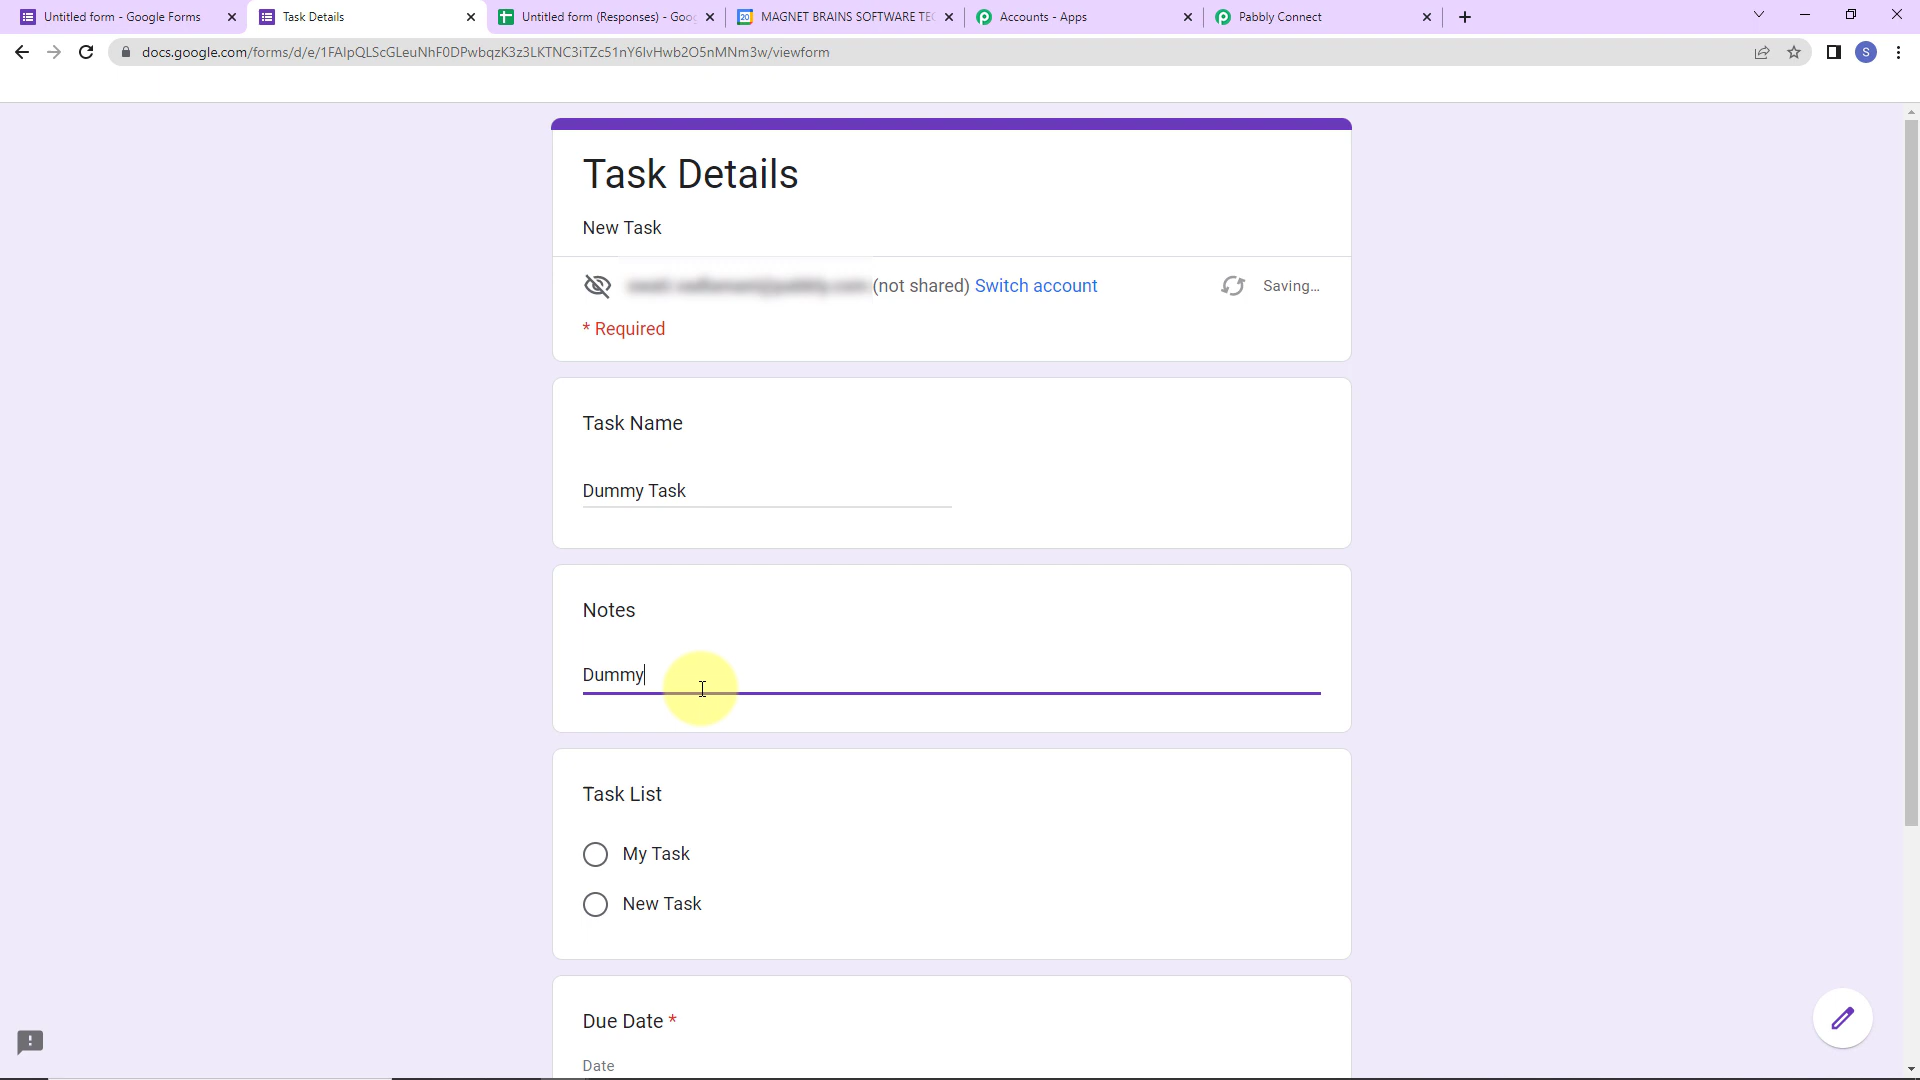 Untitled form - Google Forms
Task Details
Untitled form (Responses) - Goo
MAGNET BRAINS SOFTWARE TEC
Accounts - Apps
Pabbly Connect
docs.google.com/forms/d/e/1FAIpQLScGLeuNhF0DPwbqzK3z3LKTNC3iTZc51nY6lvHwb2O5nMNm3w/viewform
S
Task Details
New Task
(not shared) Switch account
Saving...
* Required
Task Name
Dummy Task
Notes
Dummy
Task List
My Task
New Task
Due Date *
Date